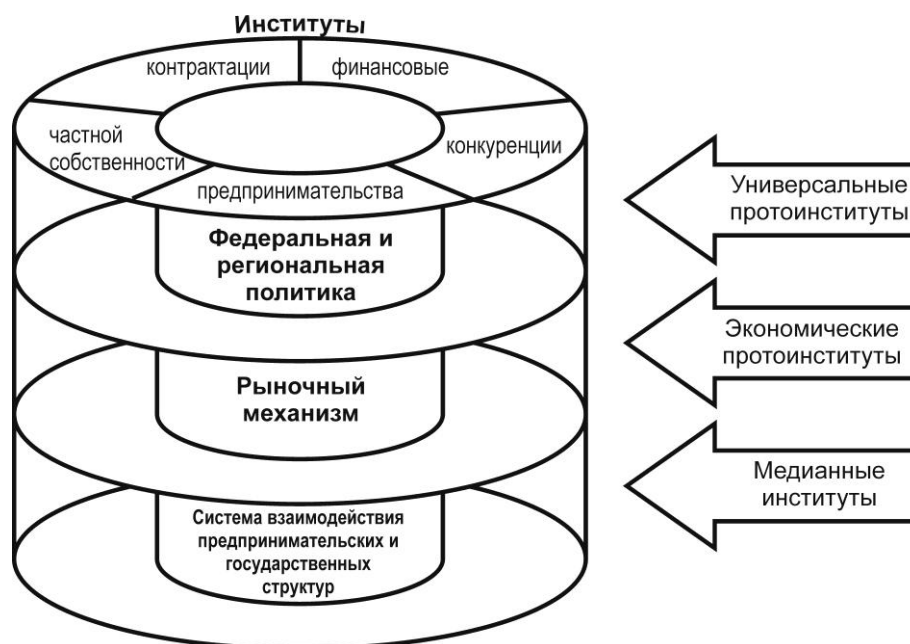 Институты
контрактации
финансовые
частной
собственности
конкуренции
предпринимательства
Универсальные
протоинституты
Федеральная и
региональная
политика
Экономические
протоинституты
Рыночный
механизм
Медианные
институты
Система взаимодействия
предпринимательских и
государственных
структур